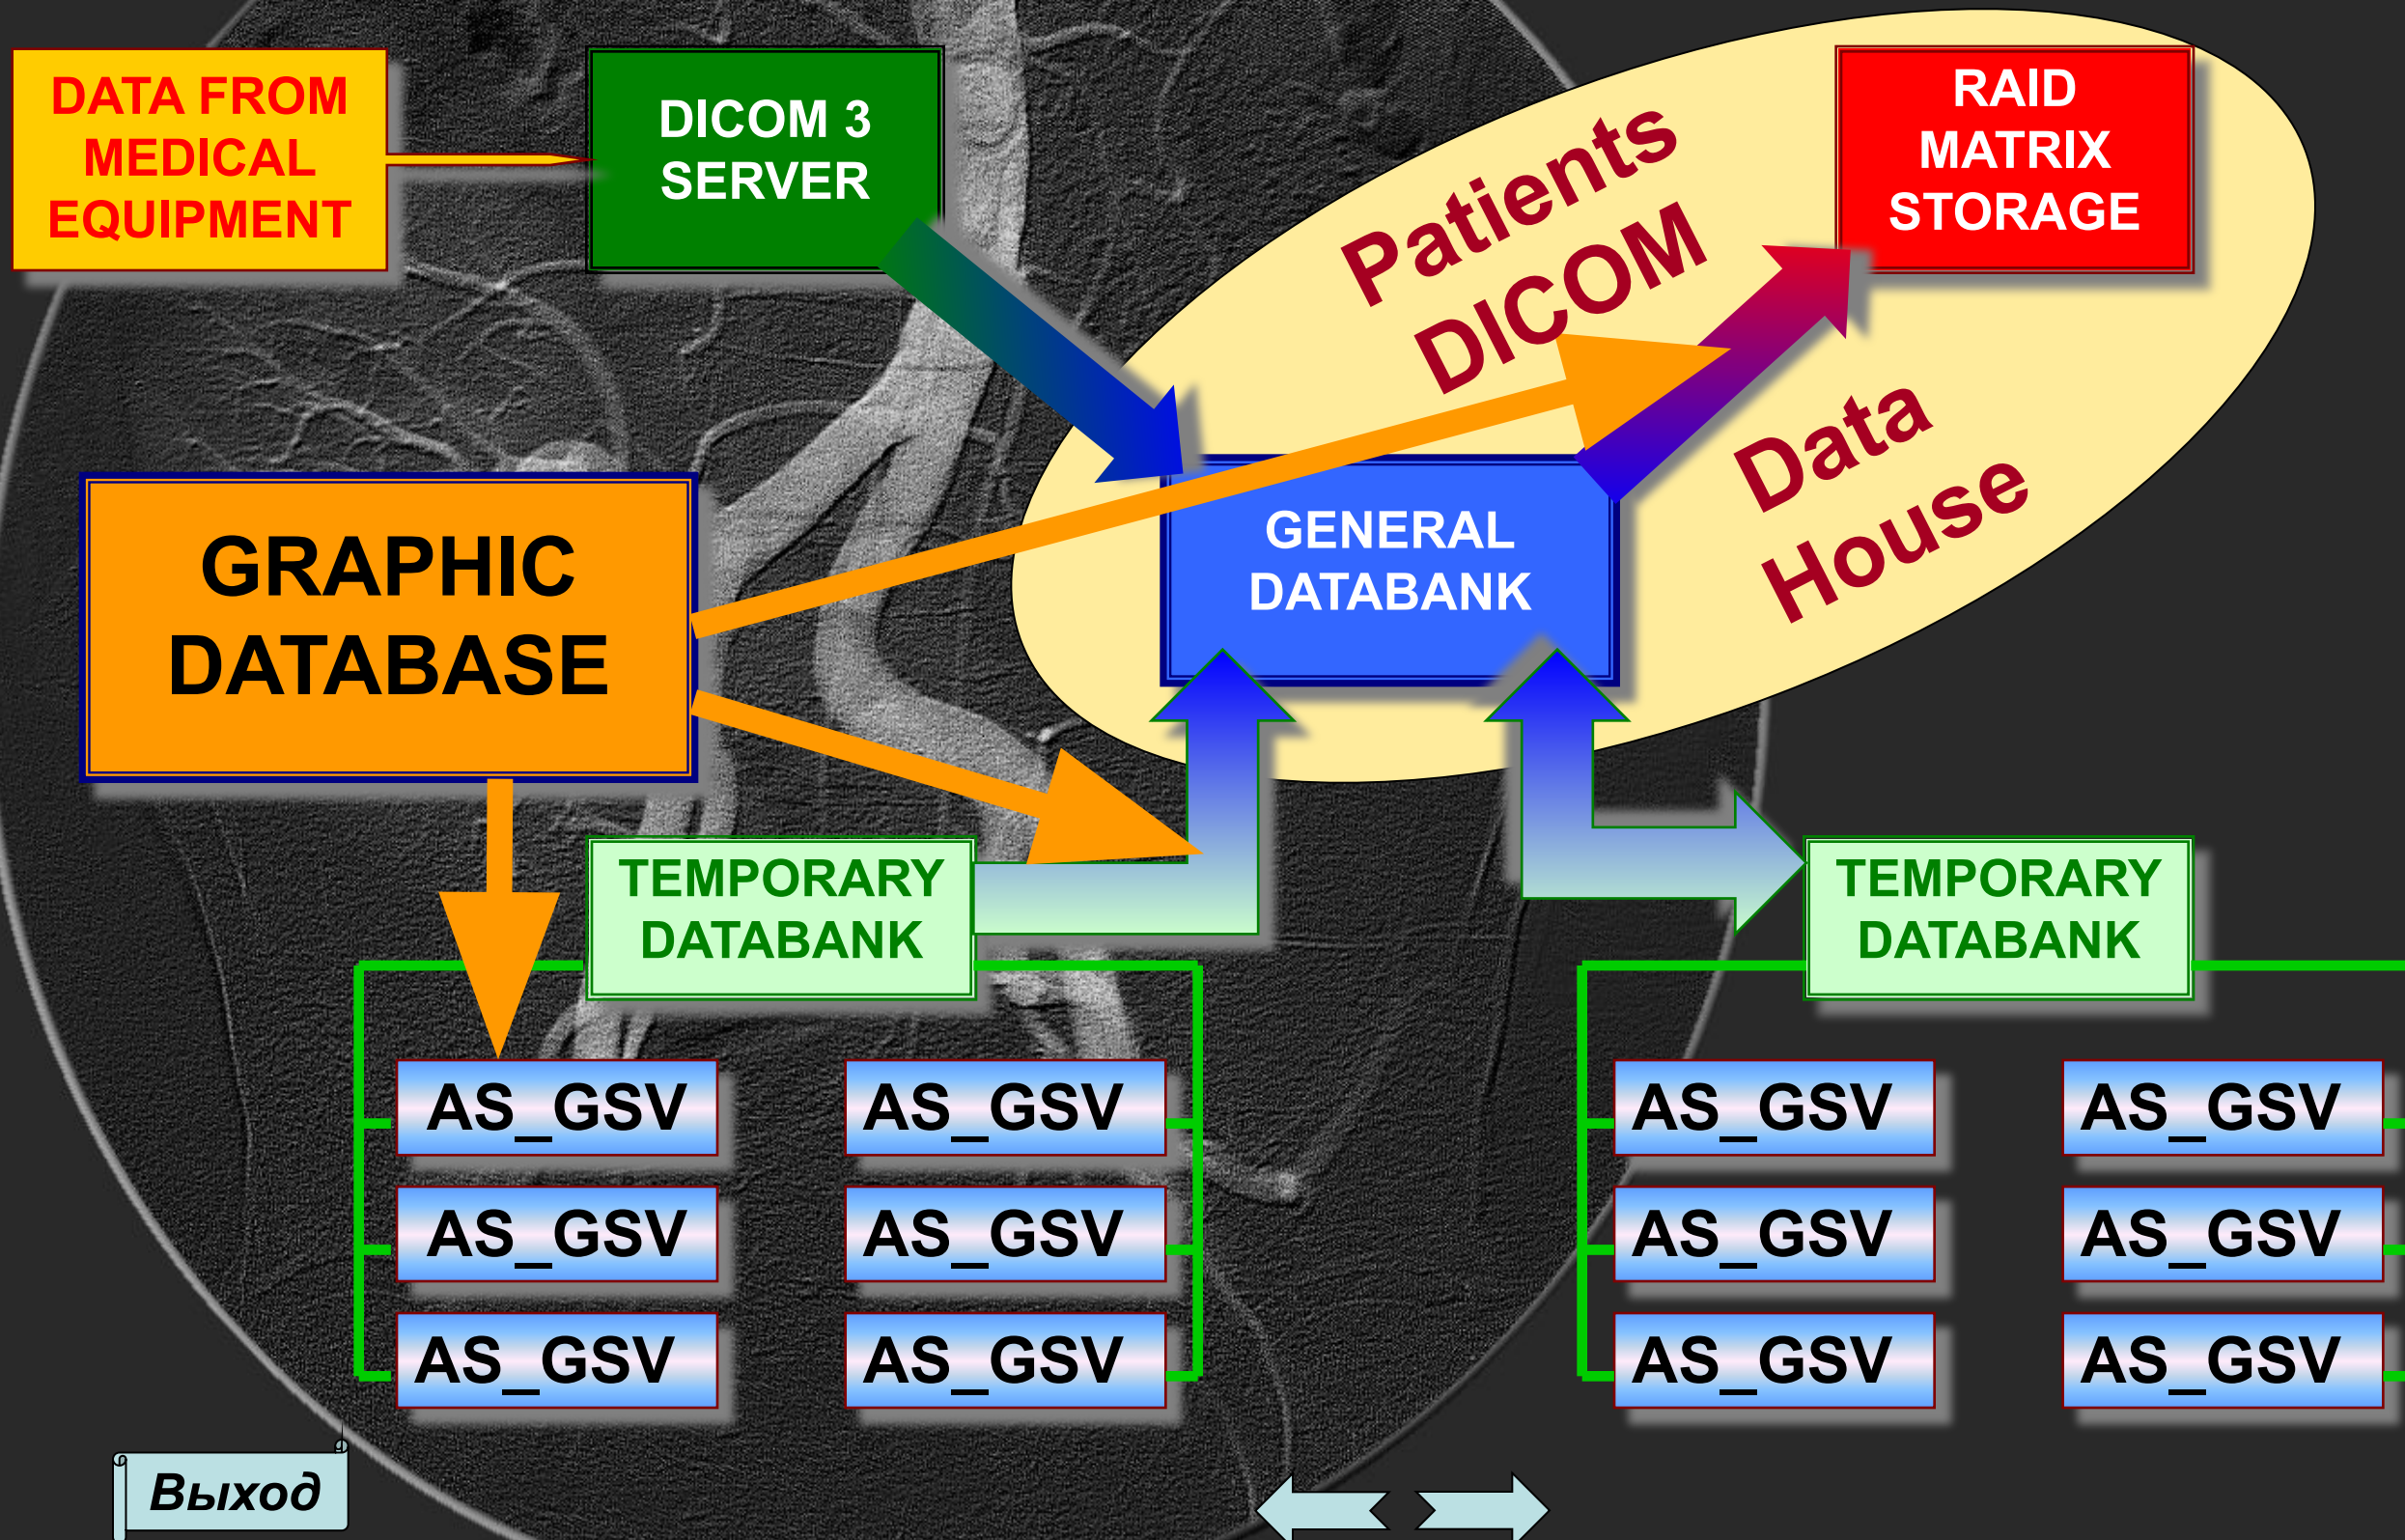 DATA FROM
MEDICAL
EQUIPMENT
DICOM 3
SERVER
RAID
MATRIX
STORAGE
Patients
DICOM
Data
House
GRAPHIC
DATABASE
GENERAL
DATABANK
TEMPORARY
DATABANK
TEMPORARY
DATABANK
AS_GSV
AS_GSV
AS_GSV
AS_GSV
AS_GSV
AS_GSV
AS_GSV
AS_GSV
AS_GSV
AS_GSV
AS_GSV
AS_GSV
Выход